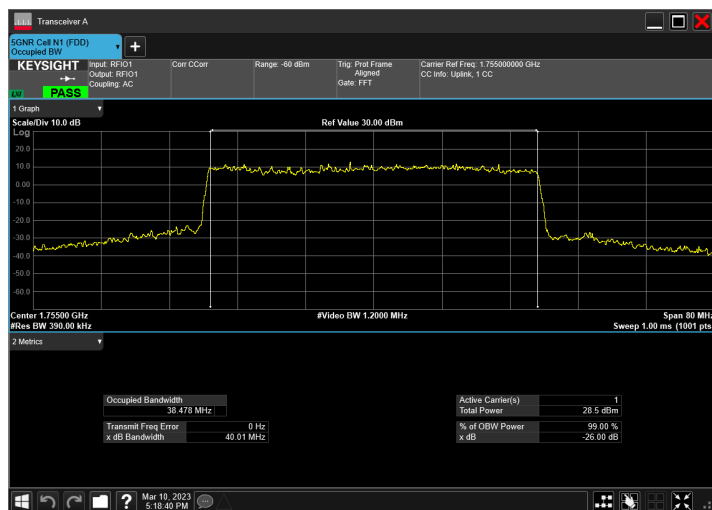 Transceiver A
5GNR Cell N1 (FDD)
Occupied BW
KEYSIGHT
LXI
PASS
Input: RFIO1
Output: RFIO1
Coupling: AC
Corr CCorr
Range: -60 dBm
Trig: Prot Frame
Aligned
Gate: FFT
Carrier Ref Freq: 1.755000000 GHz
CC Info: Uplink, 1 CC
1 Graph
Scale/Div 10.0 dB
Ref Value 30.00 dBm
Log
20.0
10.0
0.00
-10.0
-20.0
-30.0
-40.0
-50.0
-60.0
Center 1.75500 GHz
#Video BW 1.2000 MHz
Span 80 MHz
#Res BW 390.00 kHz
Sweep 1.00 ms (1001 pts
2 Metrics
Occupied Bandwidth
38.478 MHz
Transmit Freq Error 0 Hz
x dB Bandwidth 40.01 MHz
Active Carrier(s) 1
Total Power 28.5 dBm
% of OBW Power 99.00 %
x dB -26.00 dB
?
Mar 10, 2023
5:18:40 PM